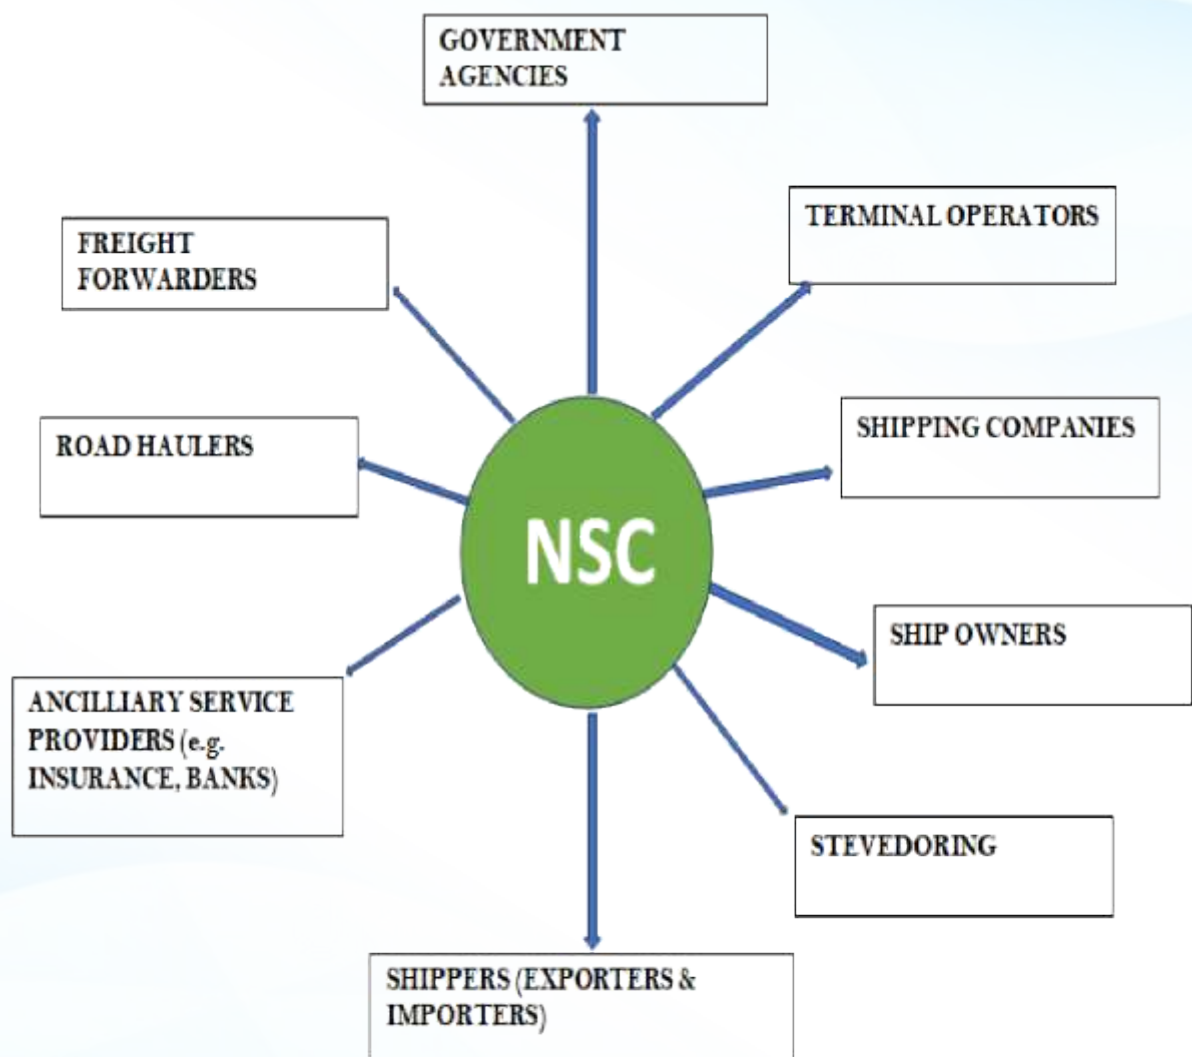 GOVERNMENT
AGENCIES
TERMINAL OPERATORS
FREIGHT
FORWARDERS
SHIPPING COMPANIES
ROAD HAULERS
NSC
SHIP OWNERS
ANCILLIARY SERVICE
PROVIDERS (e.g.
INSURANCE, BANKS)
STEVEDORING
SHIPPERS (EXPORTERS &
IMPORTERS)